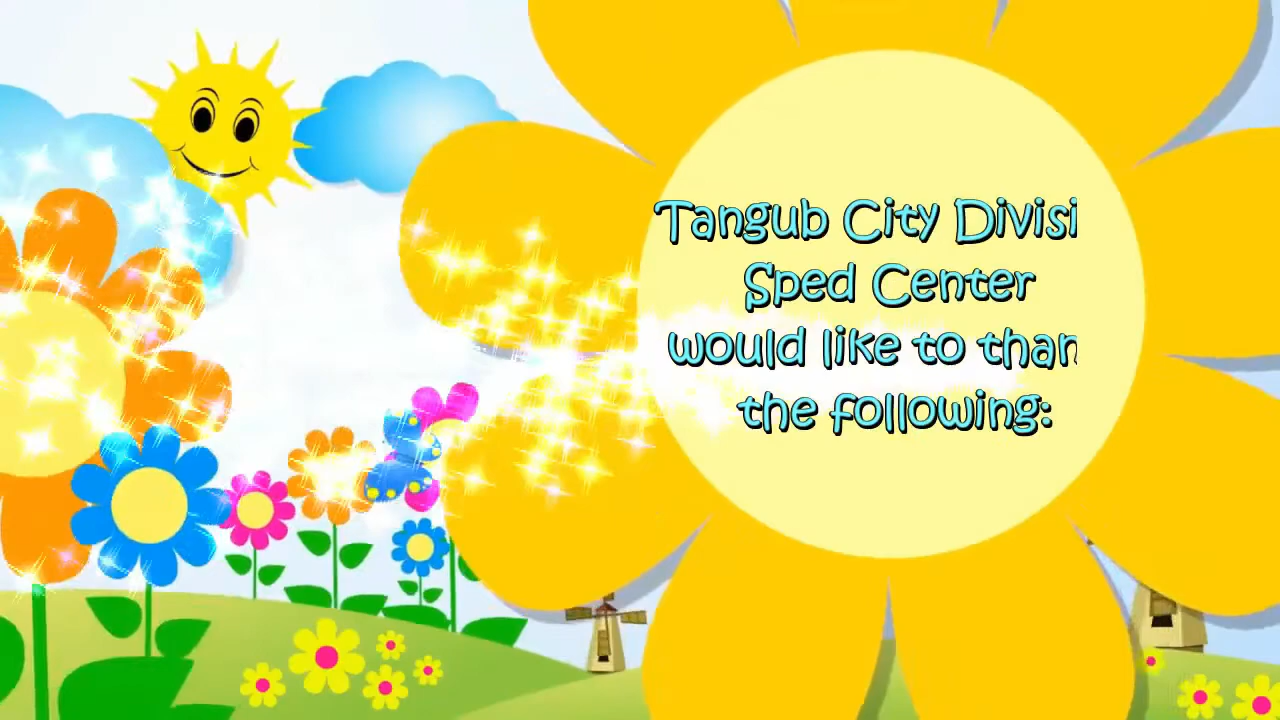 Tangub City Divisi
Sped Center
would like to than
the following: